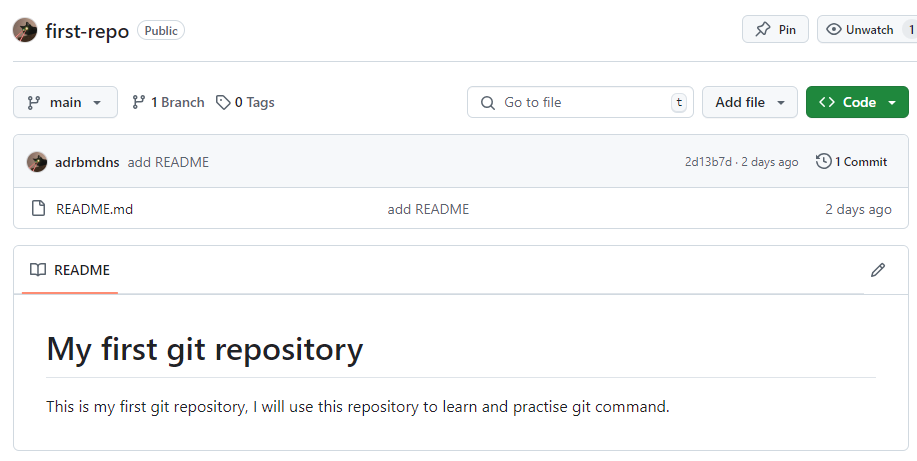 first-repo Public Pin Unwatch 1
main 1 Branch 0 Tags Go to file t Add file Code
adrbmdns add README 2d13b7d · 2 days ago 1 Commit
README.md add README 2 days ago
README
My first git repository
This is my first git repository, I will use this repository to learn and practise git command.